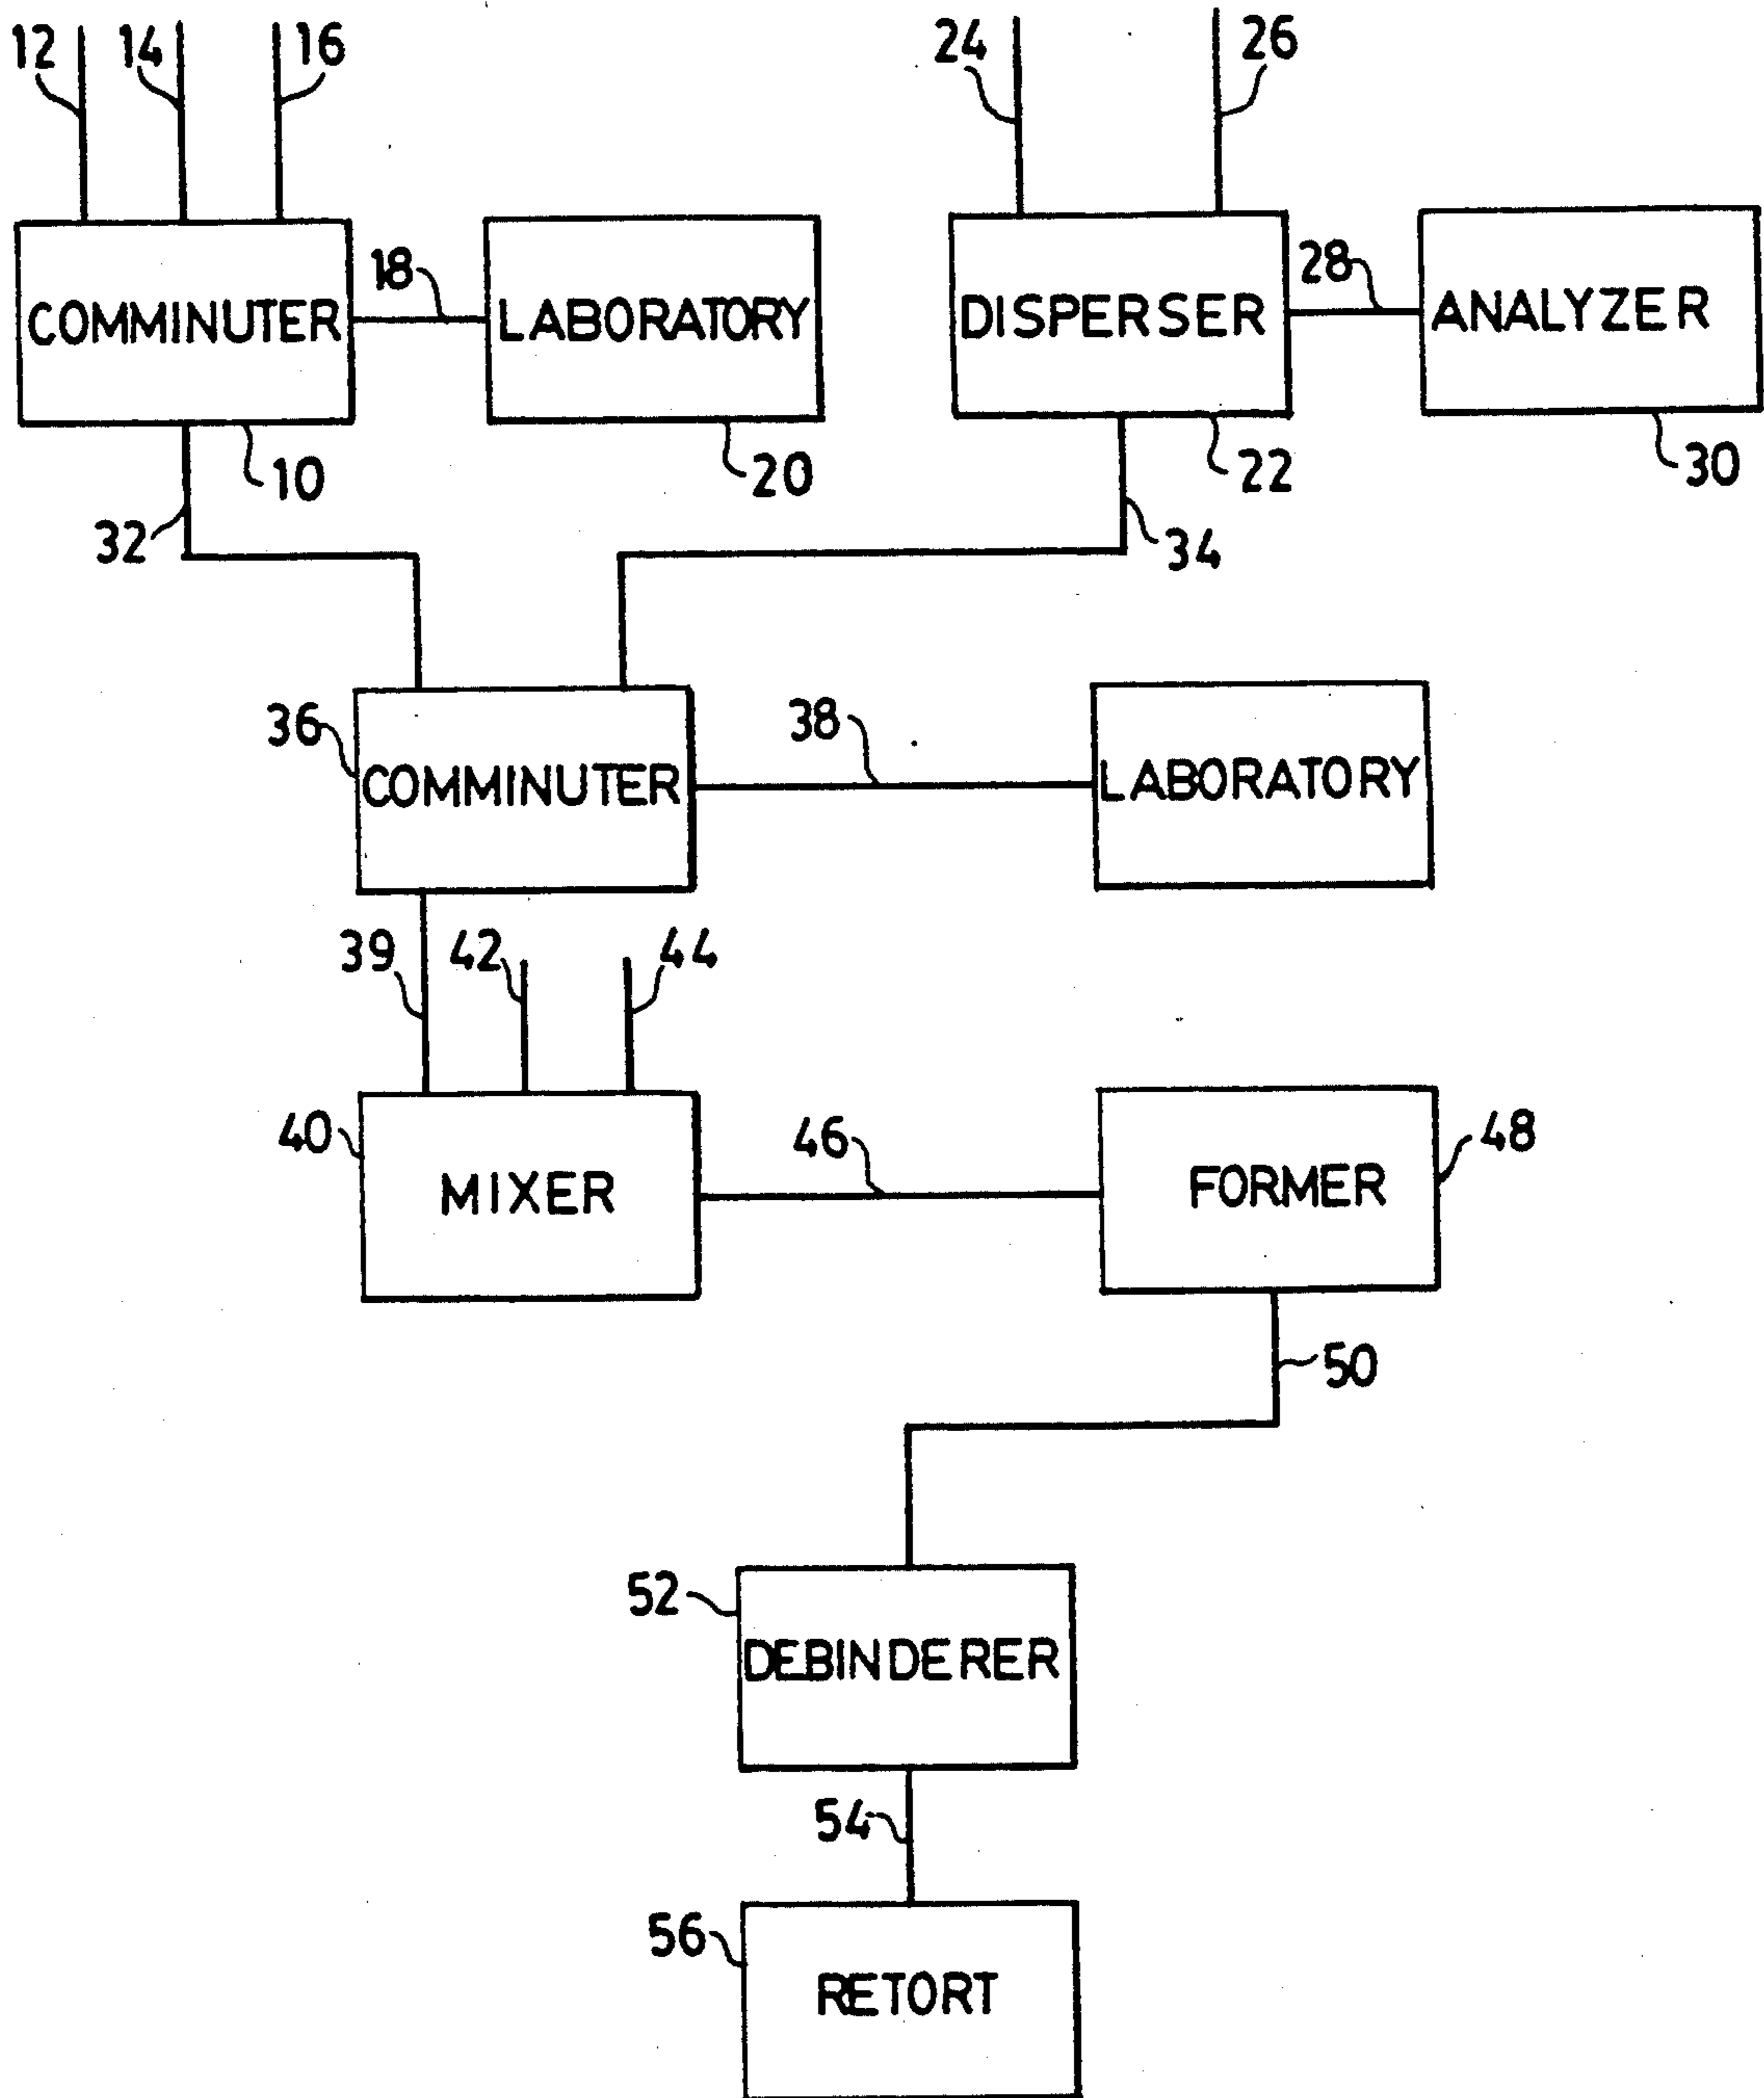 12 14 16 24 26
COMMINUTER 18 LABORATORY DISPERSER 28 ANALYZER
10 20 22 30
32 34
36 COMMINUTER 38 LABORATORY
39 42 44
40 MIXER 46 FORMER 48
50
52 DEBINDERER
54
56 RETORT